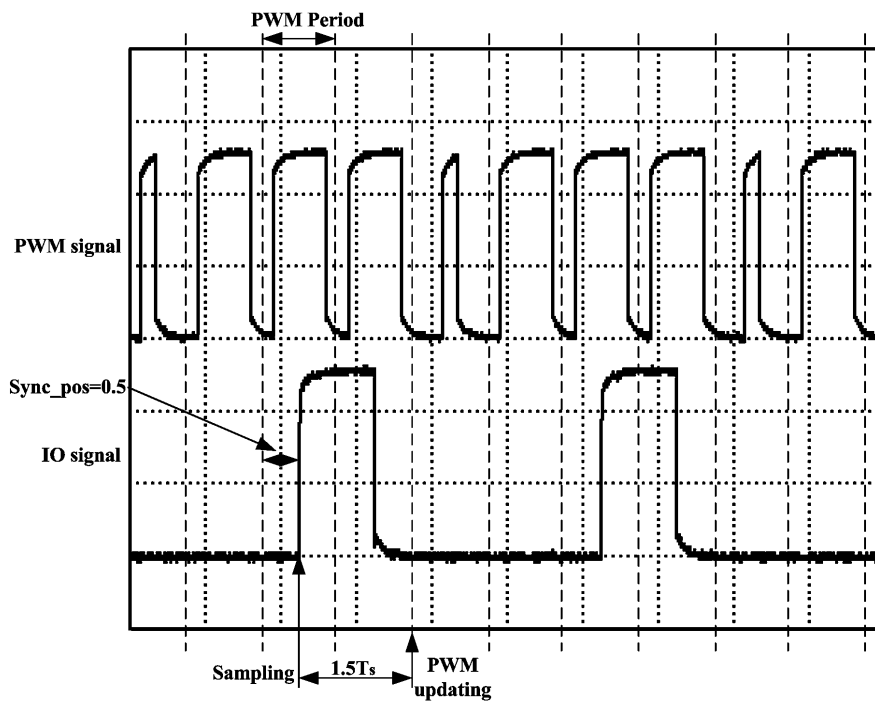 PWM Period
PWM signal
Sync_pos=0.5
IO signal
Sampling
1.5Ts
PWM
updating